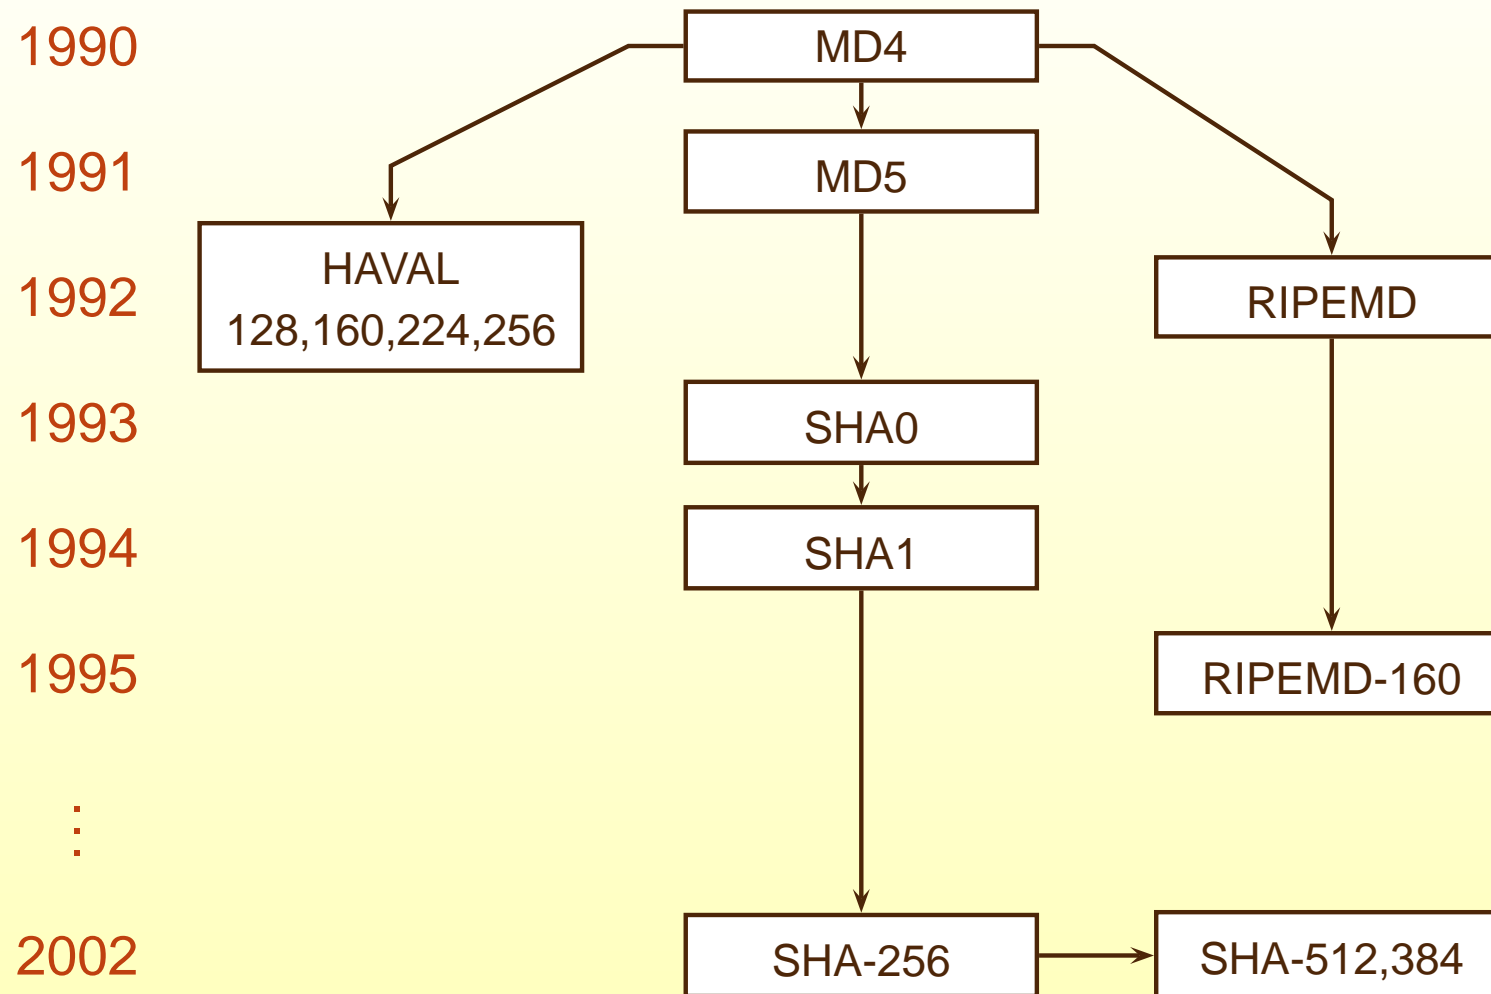 1990
MD4
1991
MD5
HAVAL
128,160,224,256
1992
RIPEMD
1993
SHA0
1994
SHA1
1995
RIPEMD-160
⋮
2002
SHA-256
SHA-512,384